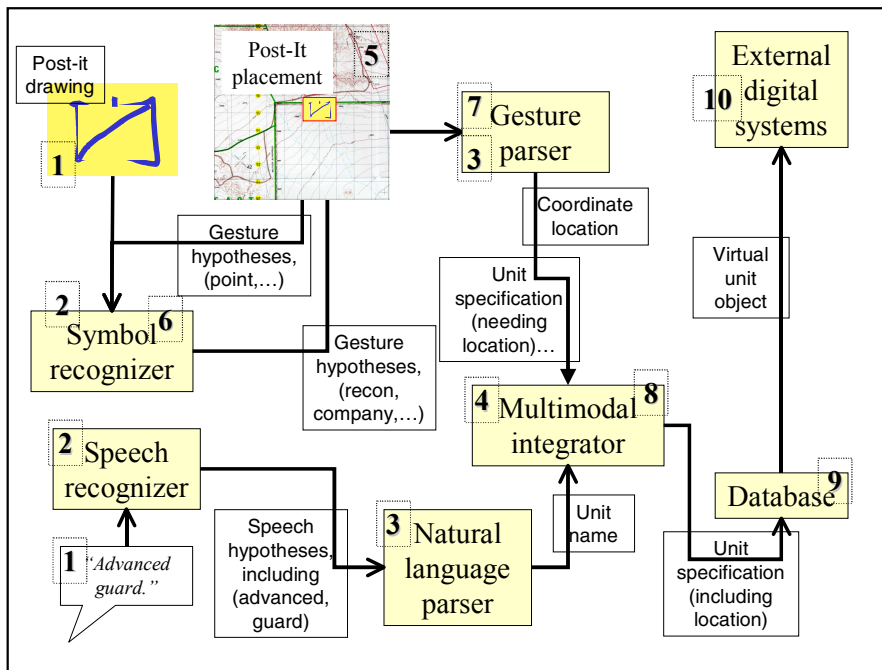 Post-it
drawing
1
Post-It
placement
5
7
3
Gesture
parser
10
External
digital
systems
Gesture
hypotheses,
(point,…)
Coordinate
location
Unit
specification
(needing
location)…
Virtual
unit
object
2
6
Symbol
recognizer
Gesture
hypotheses,
(recon,
company,…)
4
8
Multimodal
integrator
2
Speech
recognizer
9
Database
1
“Advanced
guard.”
Speech
hypotheses,
including
(advanced,
guard)
3
Natural
language
parser
Unit
name
Unit
specification
(including
location)